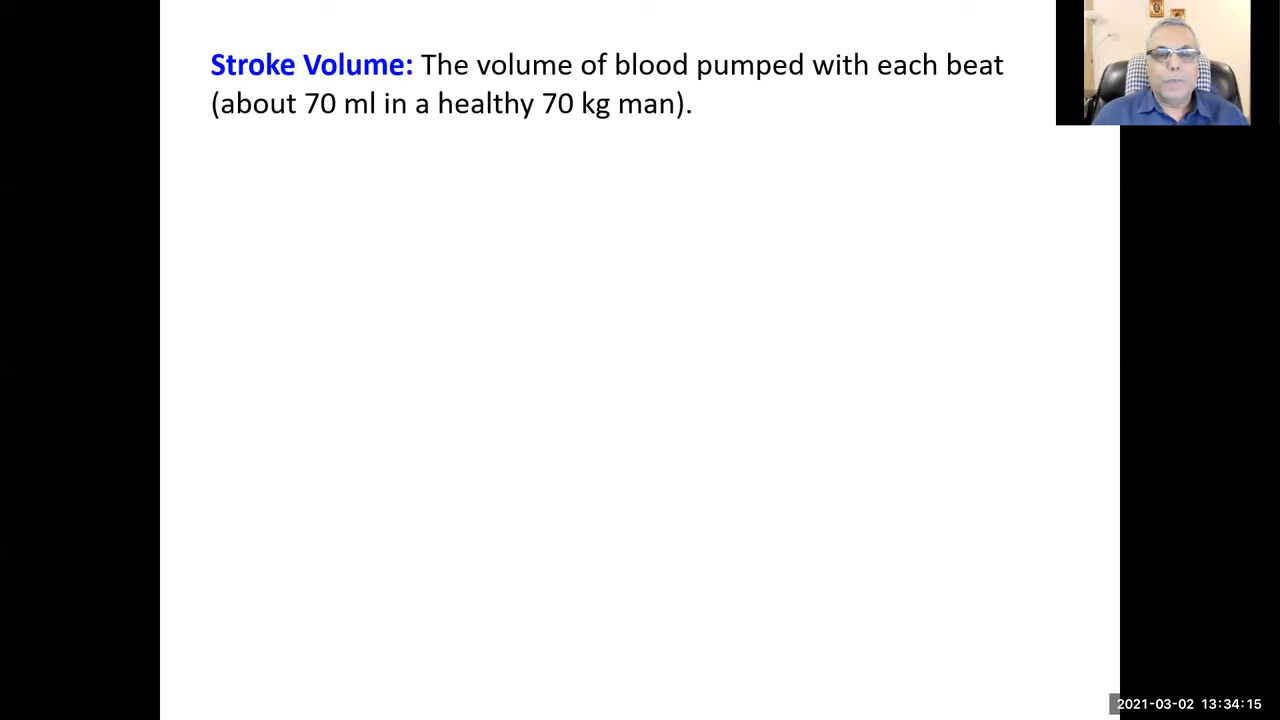 Stroke Volume: The volume of blood pumped with each beat
(about 70 ml in a healthy 70 kg man).
2021-03-02 13:34:15